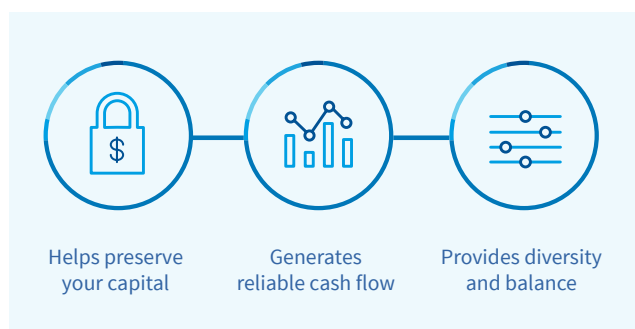 $
Helps preserve
your capital
Generates
reliable cash flow
Provides diversity
and balance